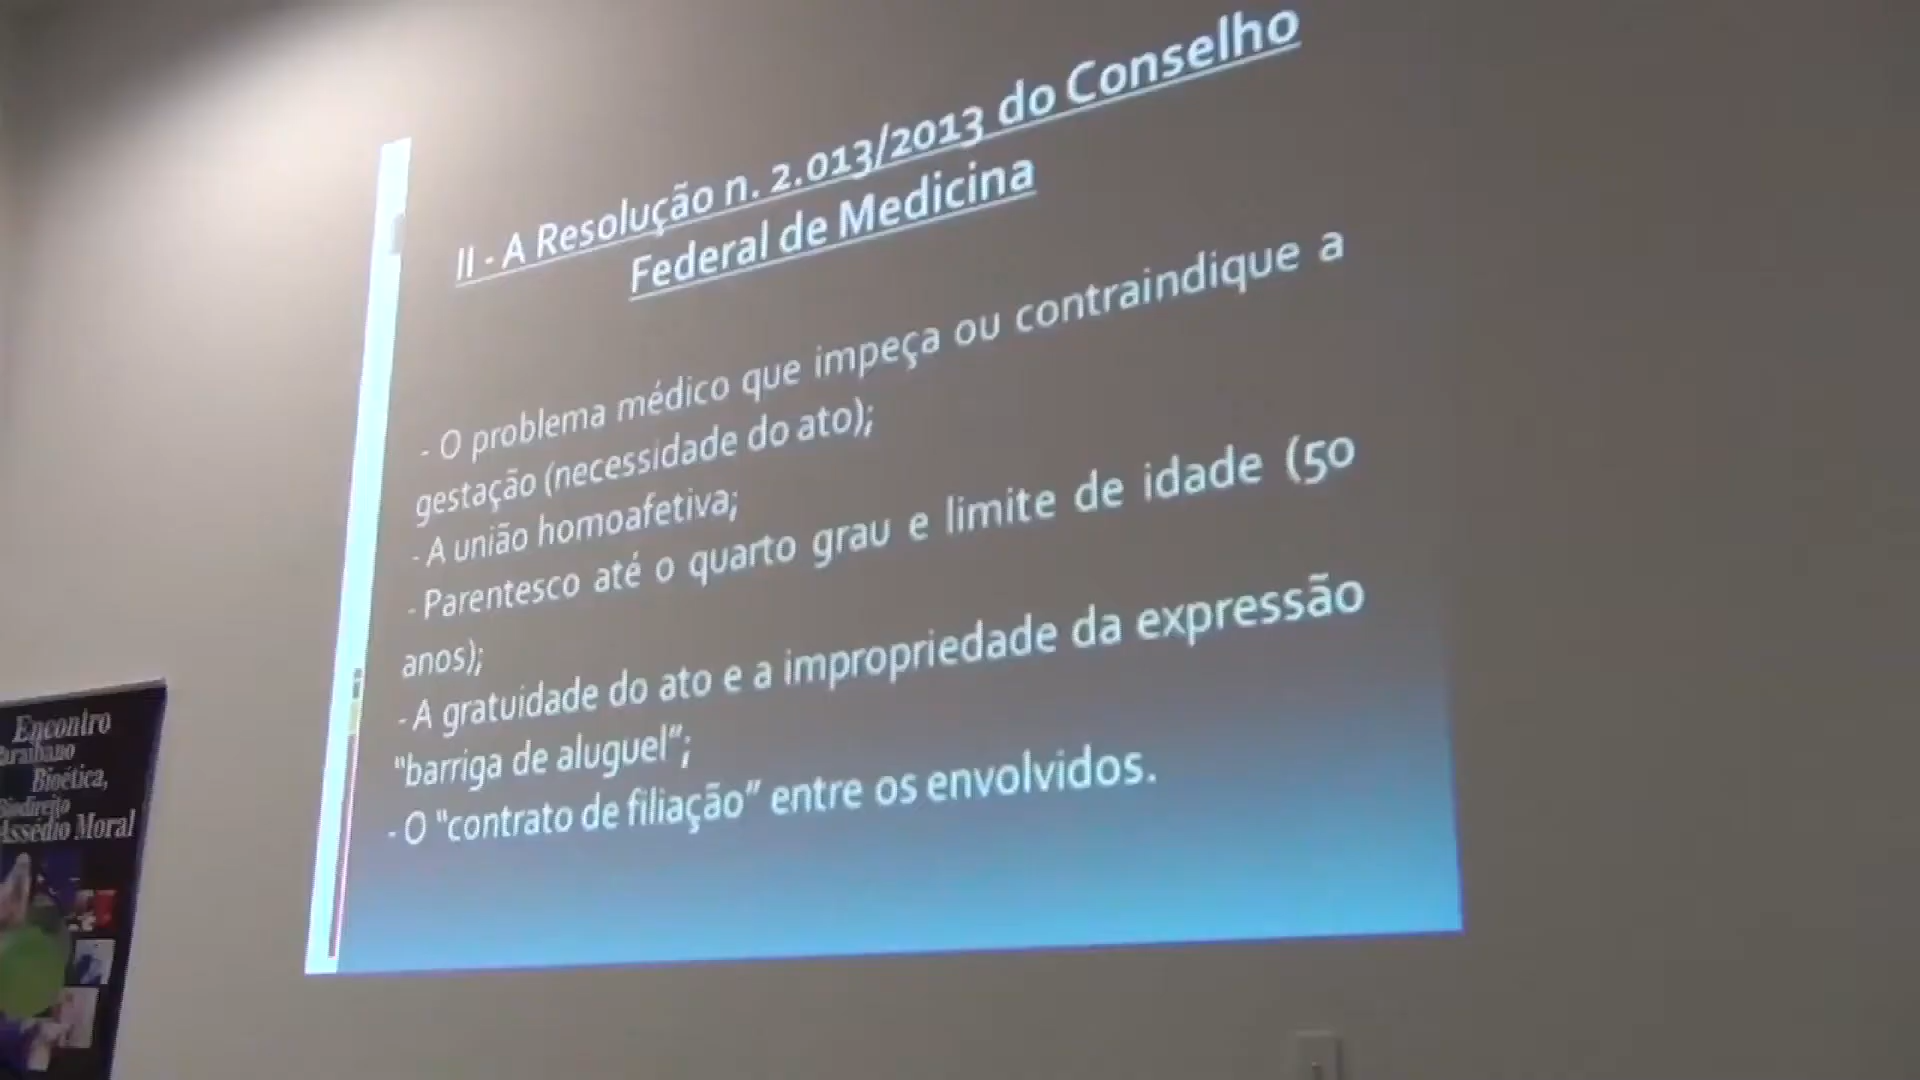 II - A Resolução n. 2.013/2013 do Conselho
Federal de Medicina
- O problema médico que impeça ou contraindique a
gestação (necessidade do ato);
- A união homoafetiva;
- Parentesco até o quarto grau e limite de idade (50
anos);
- A gratuidade do ato e a impropriedade da expressão
"barriga de aluguel";
- O "contrato de filiação" entre os envolvidos.
Encontro
Paraibano
Bioética,
Biodireito
Assédio Moral